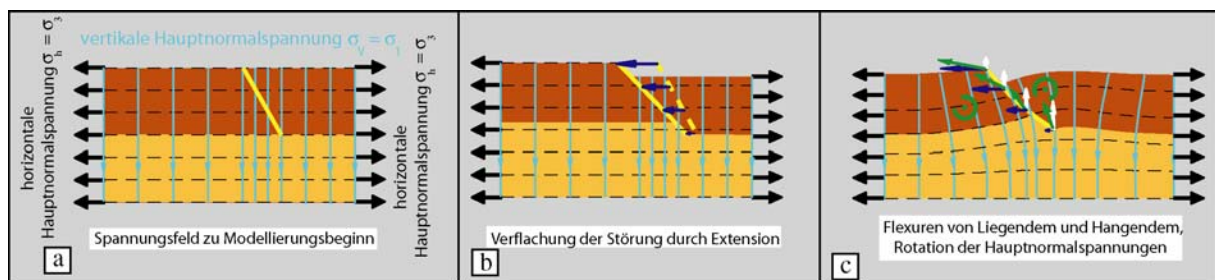 horizontale
Hauptnormalspannung σh = σ3
vertikale Hauptnormalspannung σV = σ1
horizontale
Hauptnormalspannung σh = σ3
a
Spannungsfeld zu Modellierungsbeginn
b
Verflachung der Störung durch Extension
c
Flexuren von Liegendem und Hangendem,
Rotation der Hauptnormalspannungen